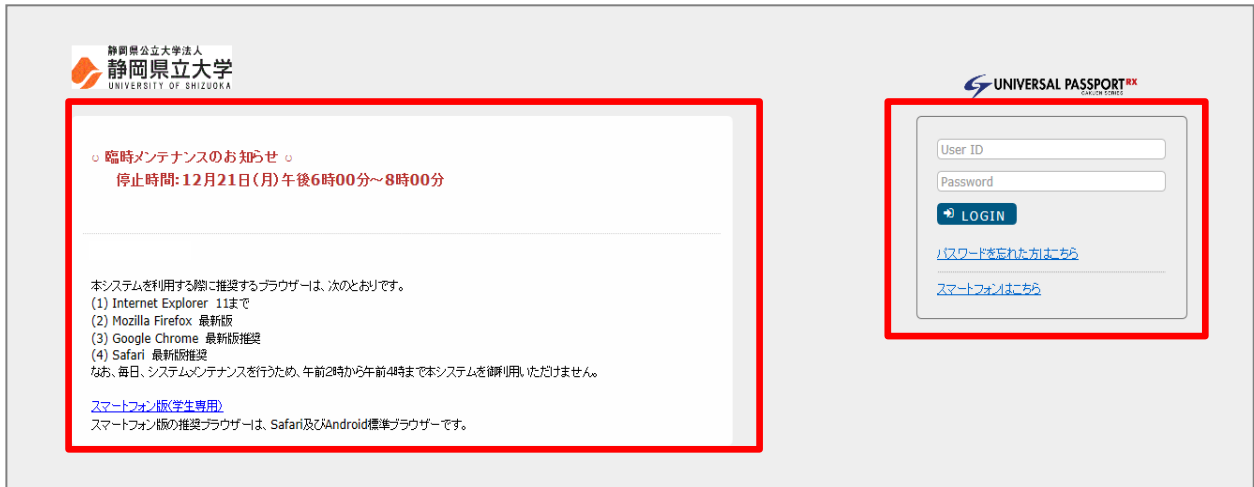 静岡県公立大学法人
静岡県立大学
UNIVERSITY OF SHIZUOKA
臨時メンテナンスのお知らせ
停止時間：12月21日（月）午後6時00分～8時00分
本システムを利用する際に推奨するブラウザーは、次のとおりです。
(1) Internet Explorer 11まで
(2) Mozilla Firefox 最新版
(3) Google Chrome 最新版推奨
(4) Safari 最新版推奨
なお、毎日、システムメンテナンスを行うため、午前2時から午前4時まで本システムを御利用いただけません。
スマートフォン版(学生専用)
スマートフォン版の推奨ブラウザーは、Safari及びAndroid標準ブラウザーです。
UNIVERSAL PASSPORT RX
GAKUEN SERIES
User ID
Password
LOGIN
パスワードを忘れた方はこちら
スマートフォンはこちら